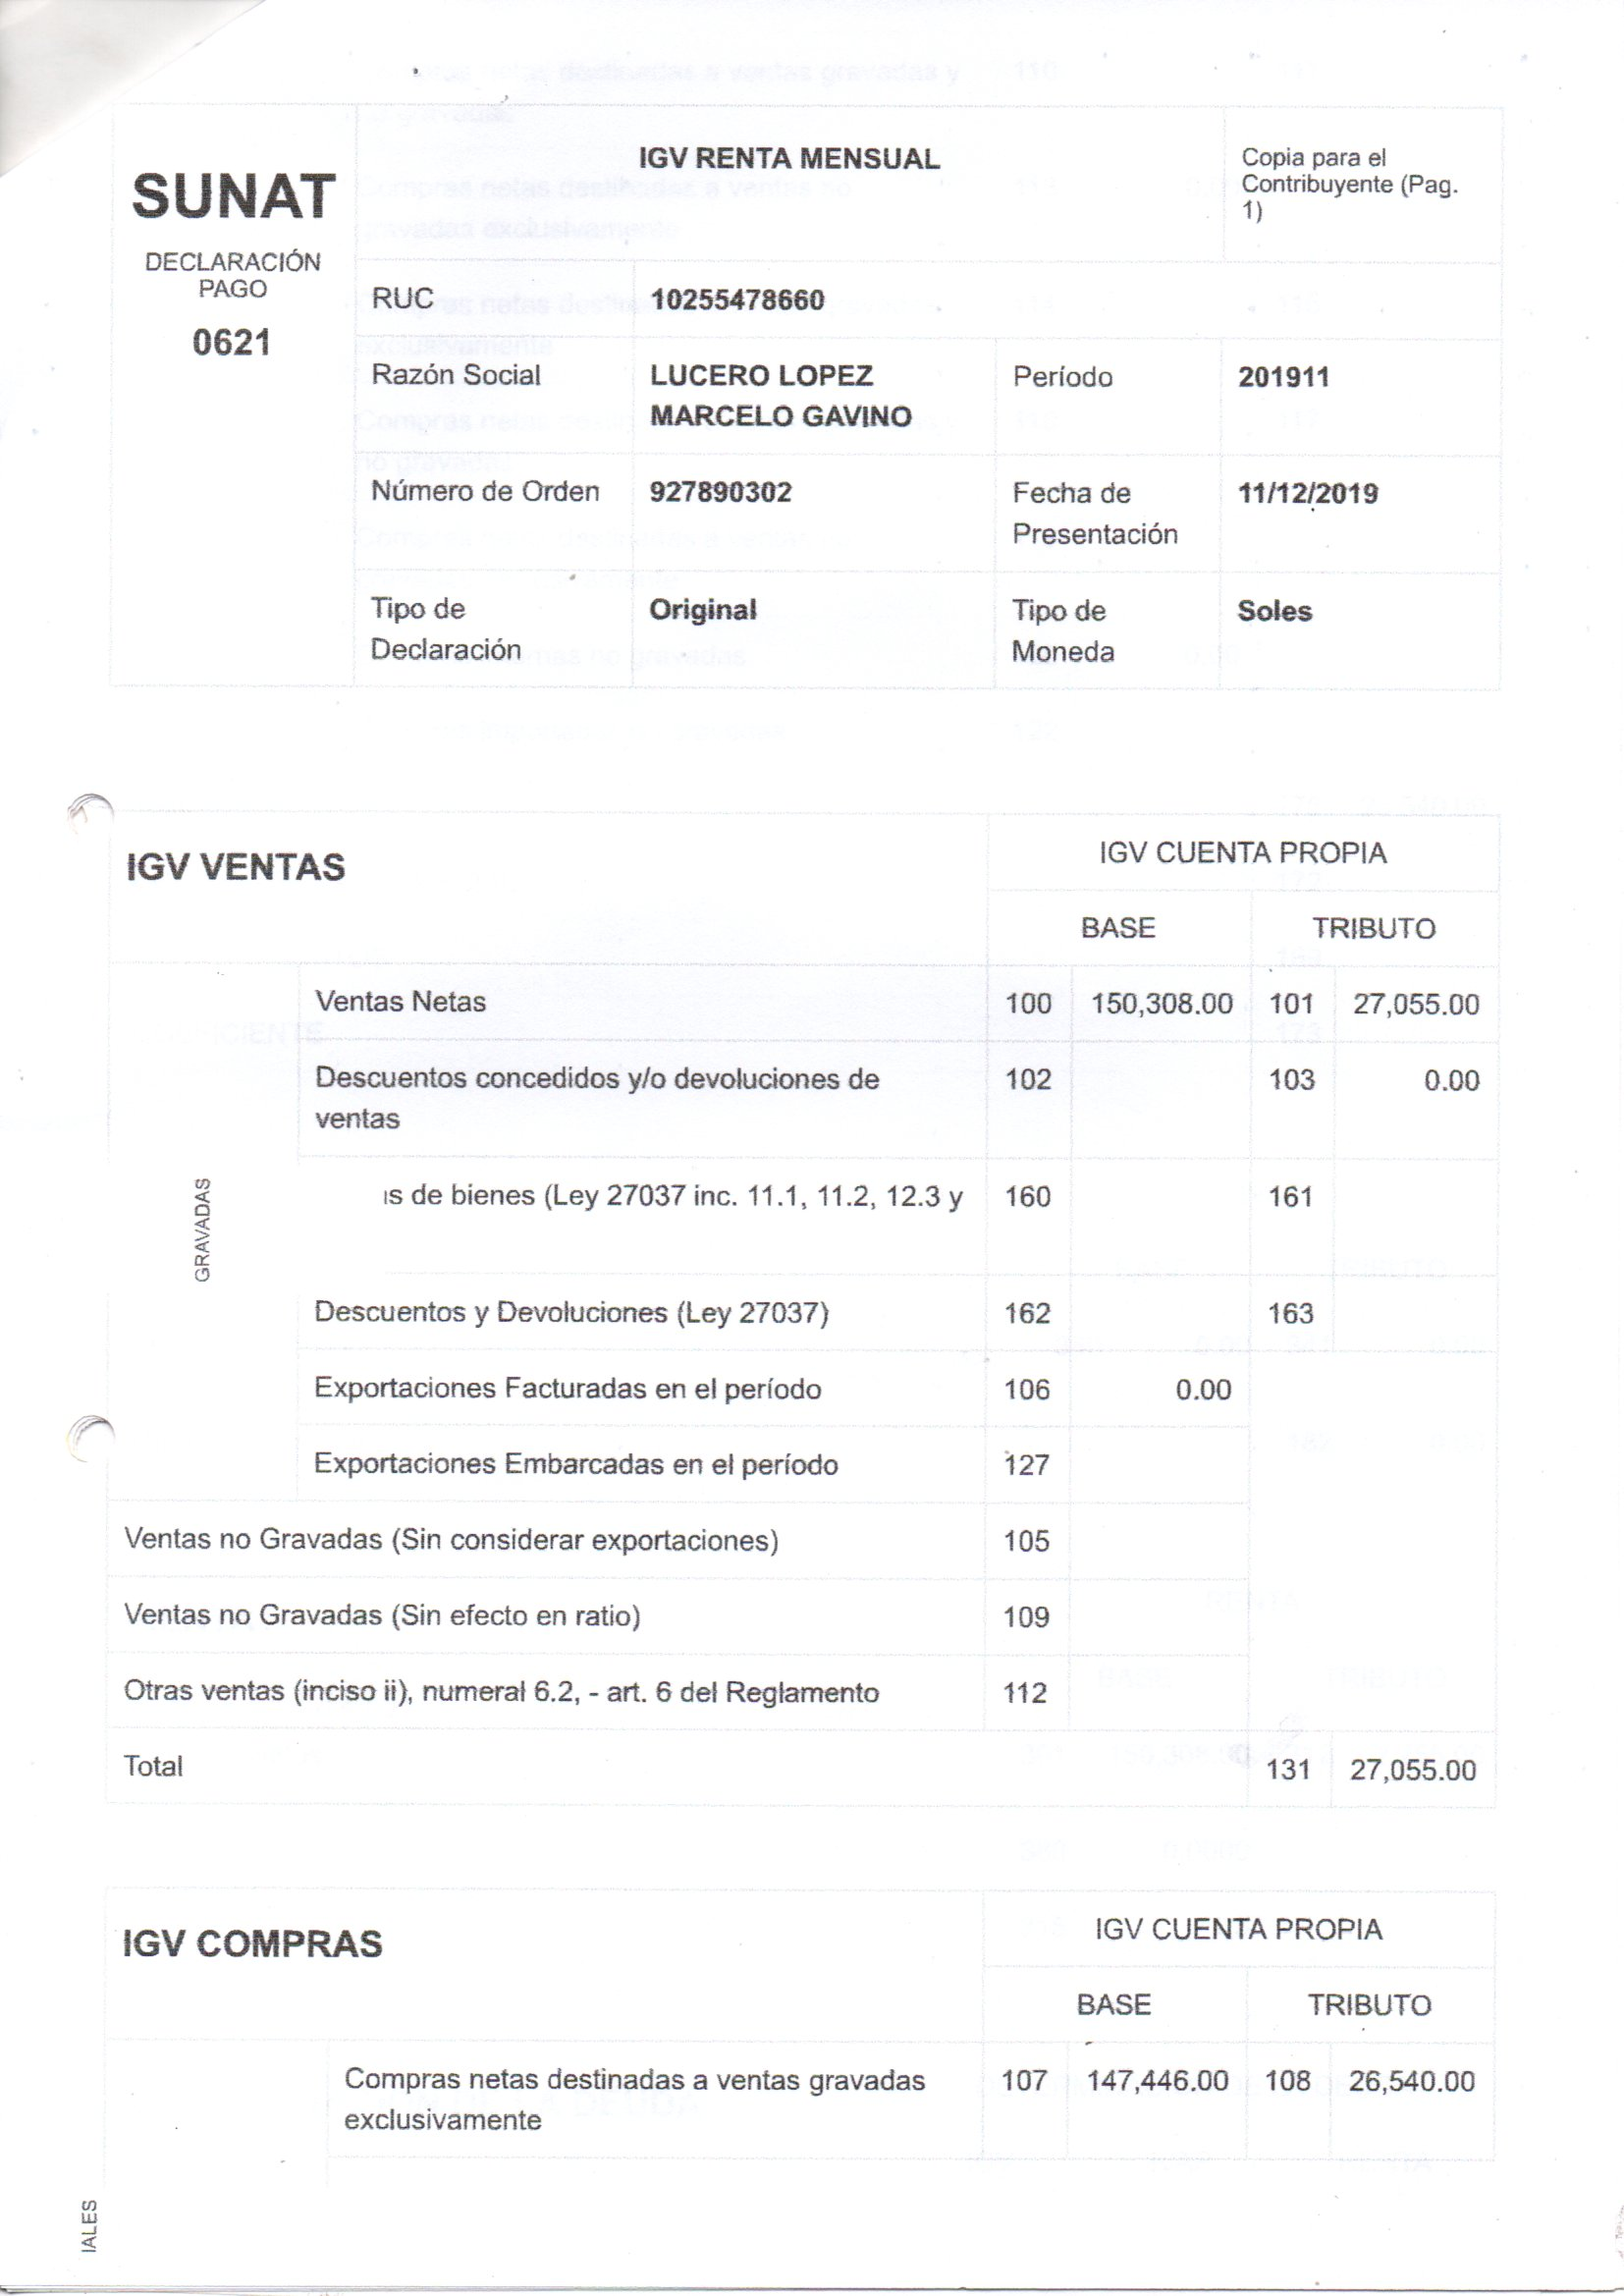 IGV RENTA MENSUAL
Copia para el
Contribuyente (Pag.
1)
SUNAT
DECLARACIÓN
PAGO
0621
RUC 10255478660
Razón Social LUCERO LOPEZ
MARCELO GAVINO
Período 201911
Número de Orden 927890302
Fecha de
Presentación
11/12/2019
Tipo de
Declaración
Original
Tipo de
Moneda
Soles
IGV VENTAS
IGV CUENTA PROPIA
BASE TRIBUTO
GRAVADAS
Ventas Netas 100 150,308.00 101 27,055.00
Descuentos concedidos y/o devoluciones de
ventas
102 103 0.00
s de bienes (Ley 27037 inc. 11.1, 11.2, 12.3 y 160 161
Descuentos y Devoluciones (Ley 27037) 162 163
Exportaciones Facturadas en el período 106 0.00
Exportaciones Embarcadas en el período 127
Ventas no Gravadas (Sin considerar exportaciones) 105
Ventas no Gravadas (Sin efecto en ratio) 109
Otras ventas (inciso ii), numeral 6.2, - art. 6 del Reglamento 112
Total 131 27,055.00
IGV COMPRAS
IGV CUENTA PROPIA
BASE TRIBUTO
Compras netas destinadas a ventas gravadas
exclusivamente
107 147,446.00 108 26,540.00
IALES